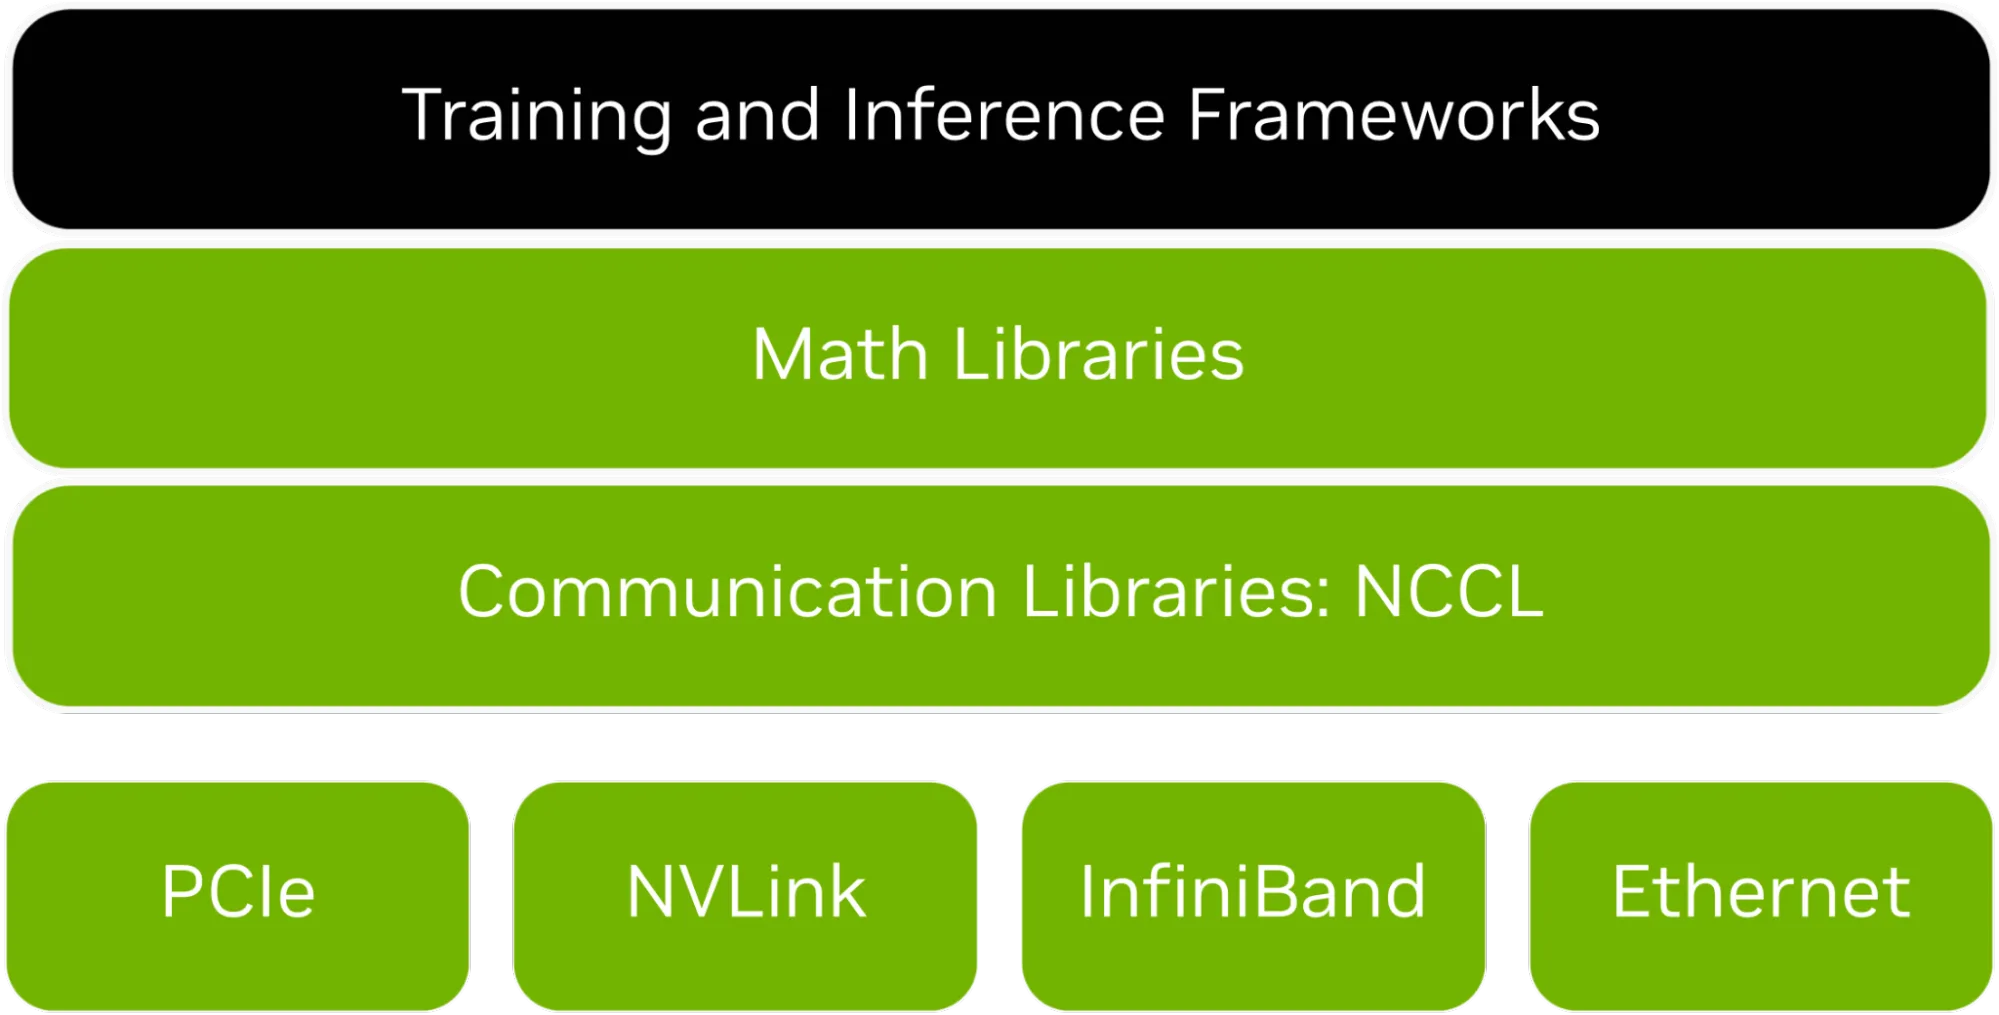 Training and Inference Frameworks
Math Libraries
Communication Libraries: NCCL
PCIe
NVLink
InfiniBand
Ethernet